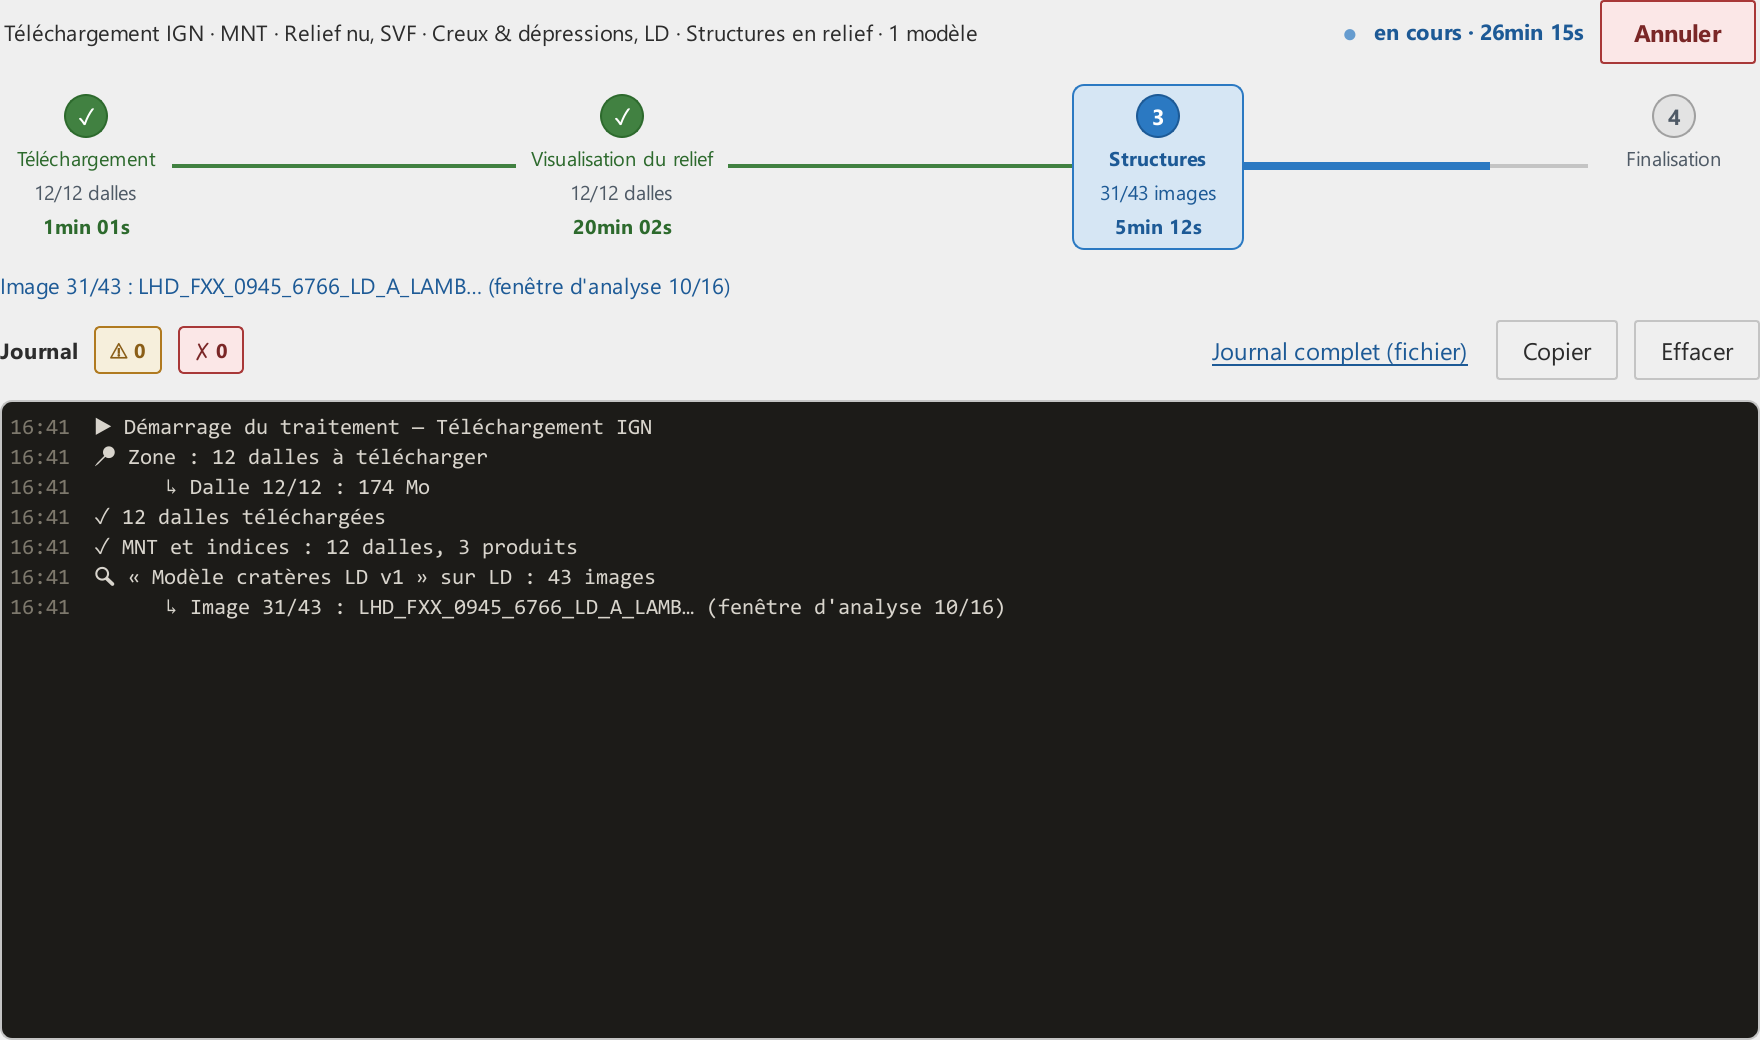 Téléchargement IGN · MNT · Relief nu, SVF · Creux & dépressions, LD · Structures en relief · 1 modèle
en cours · 26min 15s
Annuler
✓ ✓ 3 4
Téléchargement Visualisation du relief Structures Finalisation
12/12 dalles 12/12 dalles 31/43 images
1min 01s 20min 02s 5min 12s
Image 31/43 : LHD_FXX_0945_6766_LD_A_LAMB… (fenêtre d'analyse 10/16)
Journal ⚠ 0 ✗ 0 Journal complet (fichier) Copier Effacer
16:41 ▶ Démarrage du traitement — Téléchargement IGN
16:41 📍 Zone : 12 dalles à télécharger
16:41 ↳ Dalle 12/12 : 174 Mo
16:41 ✓ 12 dalles téléchargées
16:41 ✓ MNT et indices : 12 dalles, 3 produits
16:41 🔍 « Modèle cratères LD v1 » sur LD : 43 images
16:41 ↳ Image 31/43 : LHD_FXX_0945_6766_LD_A_LAMB… (fenêtre d'analyse 10/16)